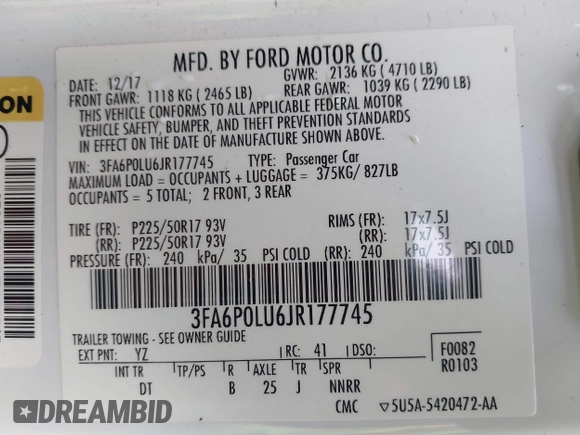 MFD. BY FORD MOTOR CO.
DATE: 12/17 GVWR: 2136 KG ( 4710 LB)
FRONT GAWR: 1118 KG ( 2465 LB) REAR GAWR: 1039 KG ( 2290 LB)
THIS VEHICLE CONFORMS TO ALL APPLICABLE FEDERAL MOTOR
VEHICLE SAFETY, BUMPER, AND THEFT PREVENTION STANDARDS
IN EFFECT ON THE DATE OF MANUFACTURE SHOWN ABOVE.
VIN: 3FA6P0LU6JR177745 TYPE: Passenger Car
MAXIMUM LOAD = OCCUPANTS + LUGGAGE = 375KG/ 827LB
OCCUPANTS = 5 TOTAL; 2 FRONT, 3 REAR
TIRE (FR): P225/50R17 93V RIMS (FR): 17x7.5J
(RR): P225/50R17 93V (RR): 17x7.5J
PRESSURE (FR): 240 kPa/ 35 PSI COLD (RR): 240 kPa/ 35 PSI COLD
3FA6P0LU6JR177745
TRAILER TOWING - SEE OWNER GUIDE
EXT PNT: YZ RC: 41 DSO: F0082
R0103
INT TR TP/PS R AXLE TR SPR
DT B 25 J NNRR
CMC ▽5U5A-5420472-AA
ON
DREAMBID